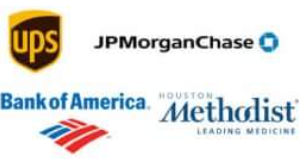 ups
JPMorganChase
Bank of America.
HOUSTON
Methodist
LEADING MEDICINE